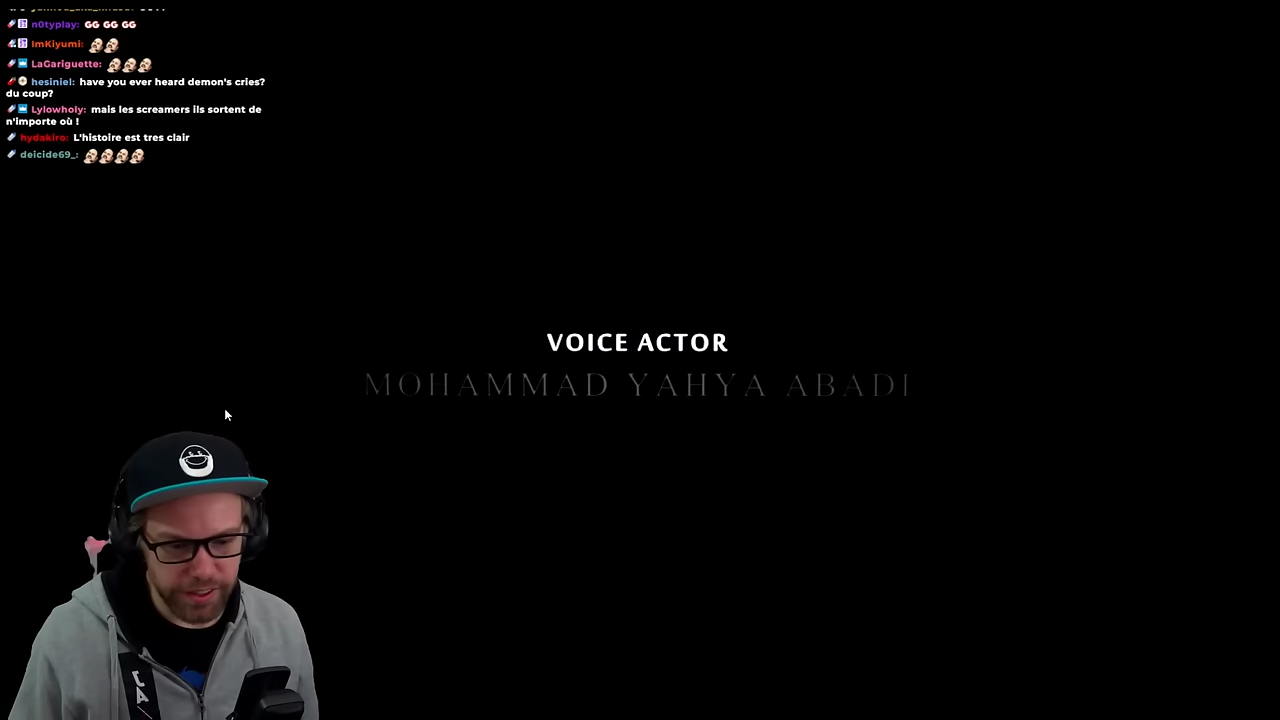 n0typlay: GG GG GG
ImKiyumi:
LaGariguette:
hesiniel: have you ever heard demon's cries?
du coup?
Lylowholy: mais les screamers ils sortent de
n'importe où !
hydakiro: L'histoire est tres clair
deicide69_:
VOICE ACTOR
MOHAMMAD YAHYA ABADI